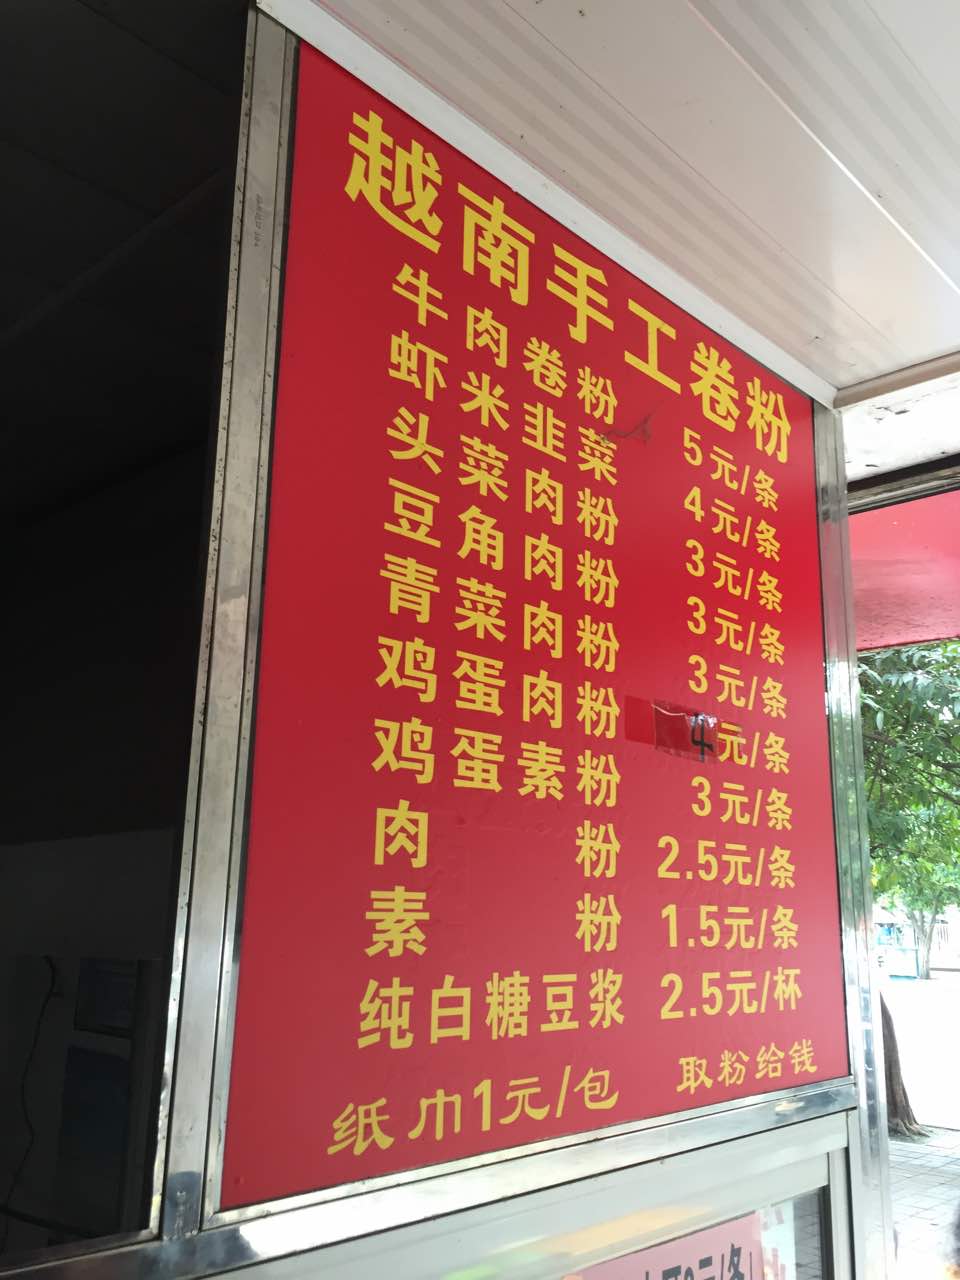 越南手工卷粉
牛肉卷粉 5元/条
虾米韭菜 4元/条
头菜肉粉 3元/条
豆角肉粉 3元/条
青菜肉粉 3元/条
鸡蛋肉粉 4元/条
鸡蛋素粉 3元/条
肉粉 2.5元/条
素粉 1.5元/条
纯白糖豆浆 2.5元/杯
纸巾1元/包 取粉给钱
元/条